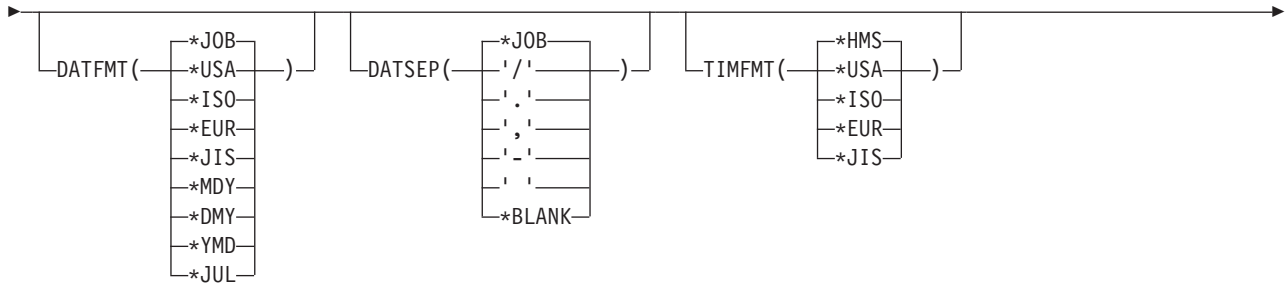 *JOB *JOB *HMS
DATFMT( *USA ) DATSEP( '/' ) TIMFMT( *USA )
*ISO '.' *ISO
*EUR ',' *EUR
*JIS '-' *JIS
*MDY ' '
*DMY *BLANK
*YMD
*JUL